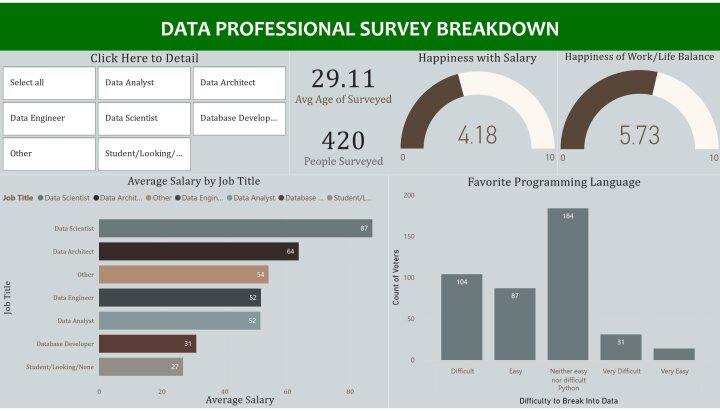 DATA PROFESSIONAL SURVEY BREAKDOWN
Click Here to Detail
Select all
Data Analyst
Data Architect
Data Engineer
Data Scientist
Database Develop...
Other
Student/Looking/...
29.11
Avg Age of Surveyed
420
People Surveyed
Happiness with Salary
4.18
0
10
Happiness of Work/Life Balance
5.73
0
10
Average Salary by Job Title
Job Title Data Scientist Data Archit... Other Data Engin... Data Analyst Database ... Student/L...
Job Title
Data Scientist 87
Data Architect 64
Other 54
Data Engineer 52
Data Analyst 52
Database Developer 31
Student/Looking/None 27
0 20 40 60 80
Average Salary
Favorite Programming Language
Count of Voters
200
150
100
50
0
104
87
184
31
Difficult
Easy
Neither easy
nor difficult
Python
Very Difficult
Very Easy
Difficulty to Break Into Data